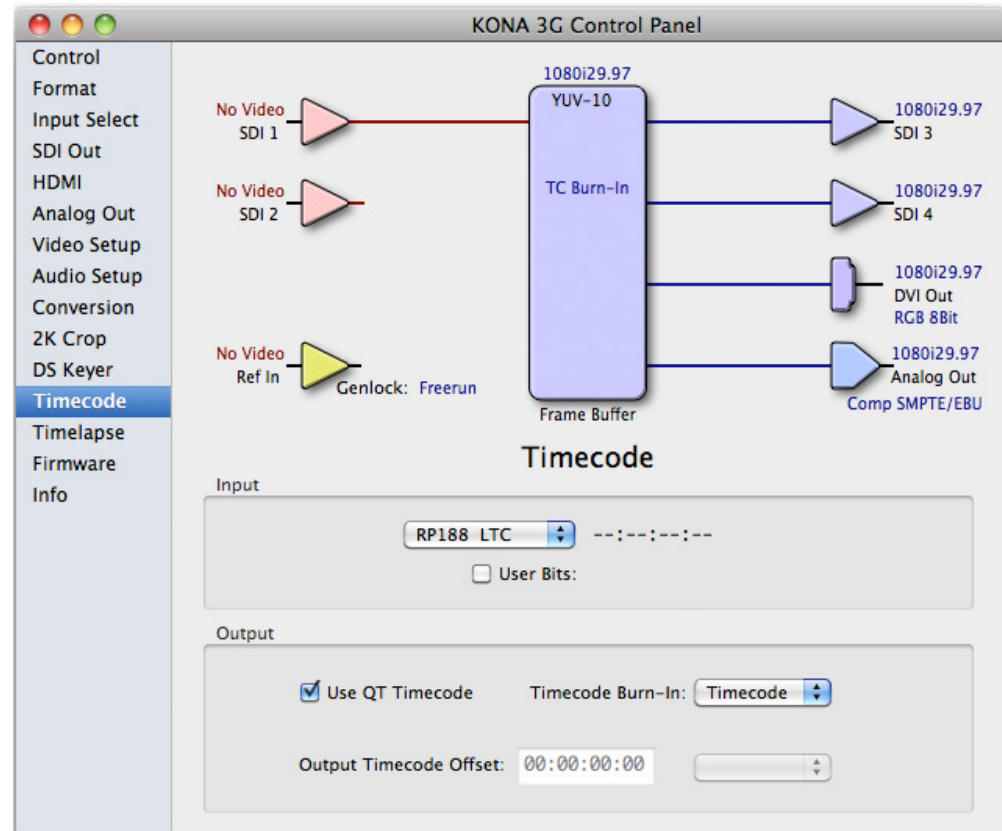 KONA 3G Control Panel
Control
Format
Input Select
SDI Out
HDMI
Analog Out
Video Setup
Audio Setup
Conversion
2K Crop
DS Keyer
Timecode
Timelapse
Firmware
Info
1080i29.97
YUV-10
TC Burn-In
Frame Buffer
No Video
SDI 1
No Video
SDI 2
No Video
Ref In
Genlock: Freerun
1080i29.97
SDI 3
1080i29.97
SDI 4
1080i29.97
DVI Out
RGB 8Bit
1080i29.97
Analog Out
Comp SMPTE/EBU
Timecode
Input
RP188 LTC --:--:--:--
User Bits:
Output
Use QT Timecode Timecode Burn-In: Timecode
Output Timecode Offset: 00:00:00:00